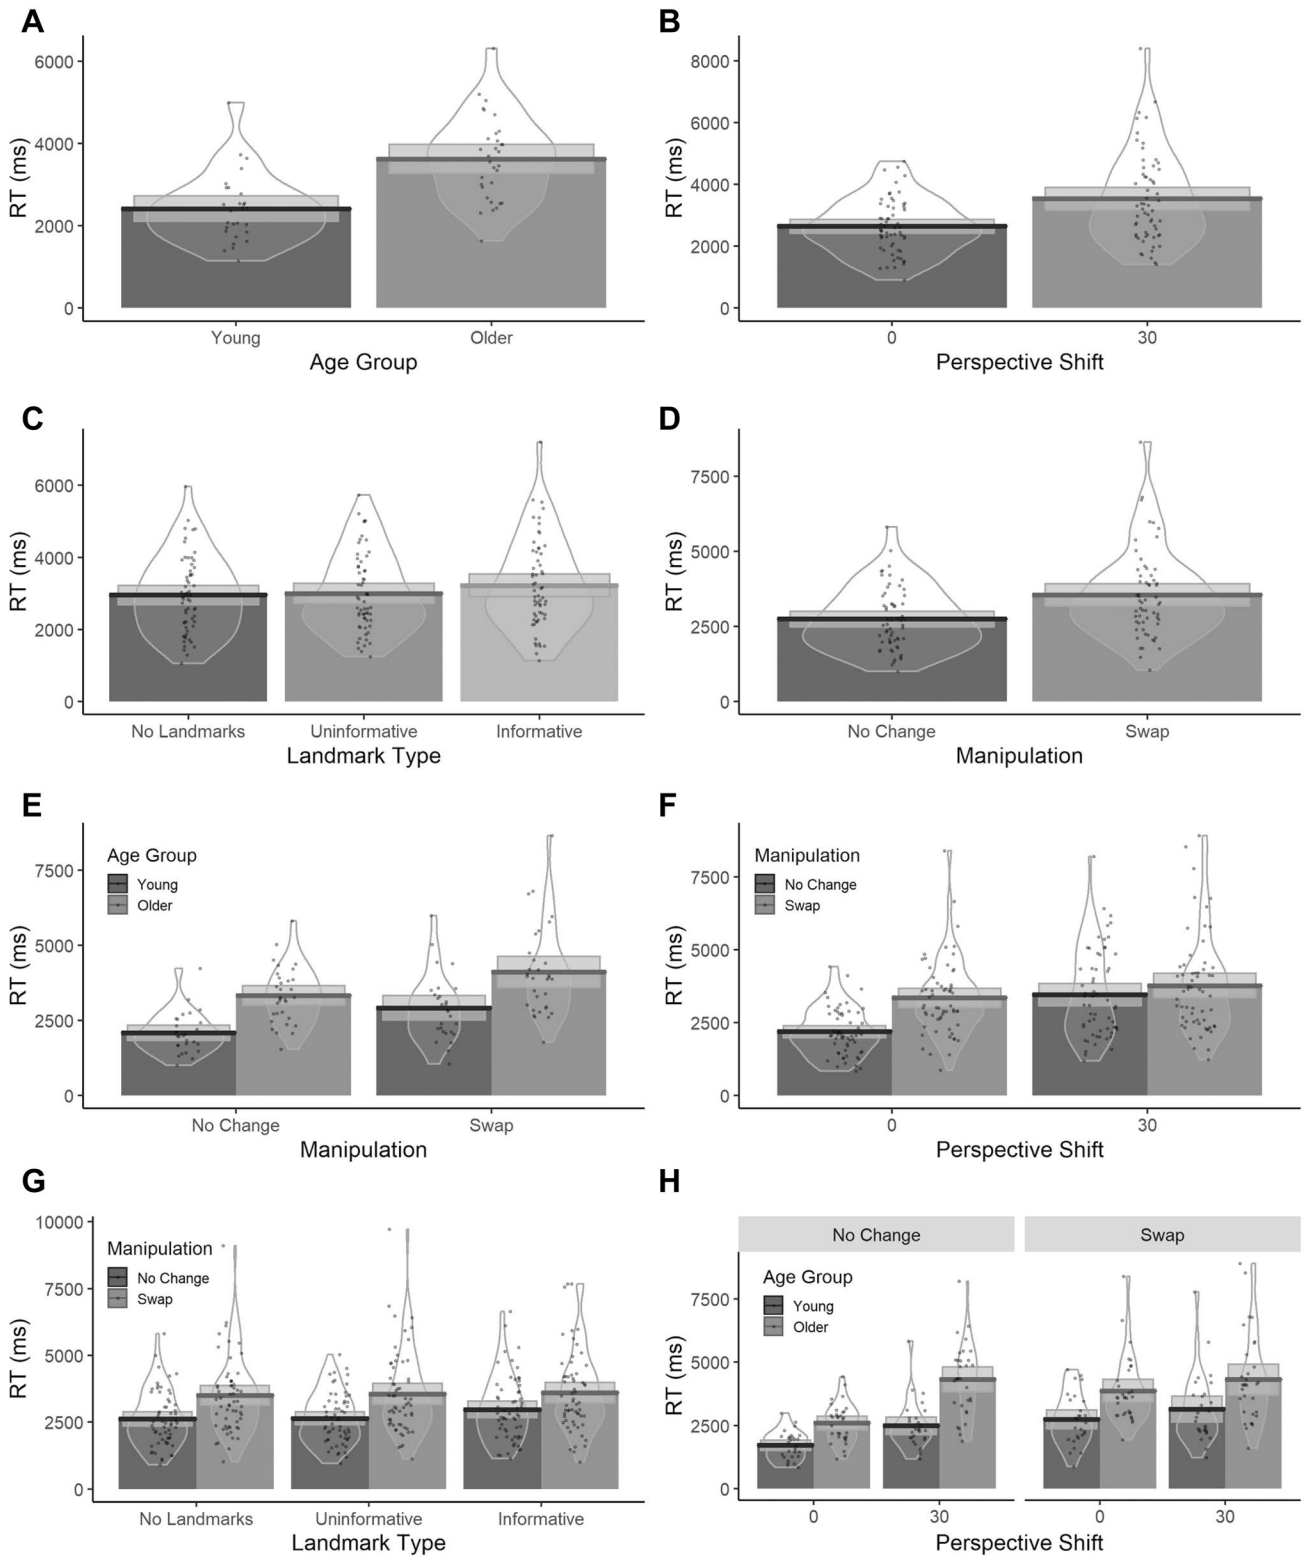 A
RT (ms)
6000
4000
2000
0
Young
Older
Age Group
B
RT (ms)
8000
6000
4000
2000
0
0
30
Perspective Shift
C
RT (ms)
6000
4000
2000
0
No Landmarks
Uninformative
Informative
Landmark Type
D
RT (ms)
7500
5000
2500
0
No Change
Swap
Manipulation
E
RT (ms)
7500
5000
2500
0
Age Group
Young
Older
No Change
Swap
Manipulation
F
RT (ms)
7500
5000
2500
0
Manipulation
No Change
Swap
0
30
Perspective Shift
G
RT (ms)
10000
7500
5000
2500
0
Manipulation
No Change
Swap
No Landmarks
Uninformative
Informative
Landmark Type
H
No Change
Swap
RT (ms)
7500
5000
2500
0
Age Group
Young
Older
0
30
0
30
Perspective Shift